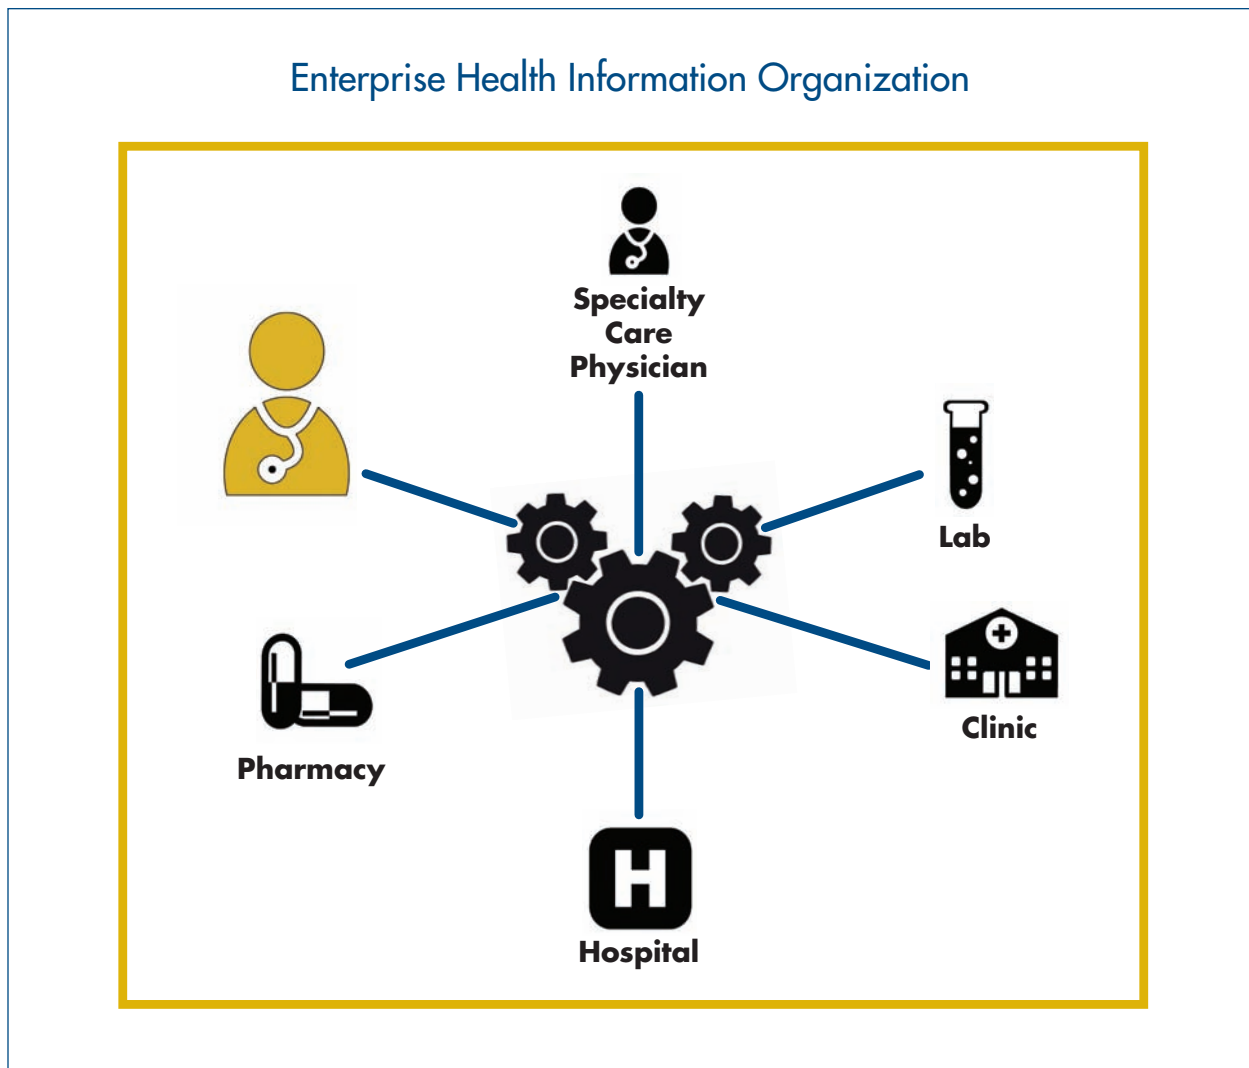 Enterprise Health Information Organization
Specialty
Care
Physician
Lab
Clinic
Pharmacy
H
Hospital